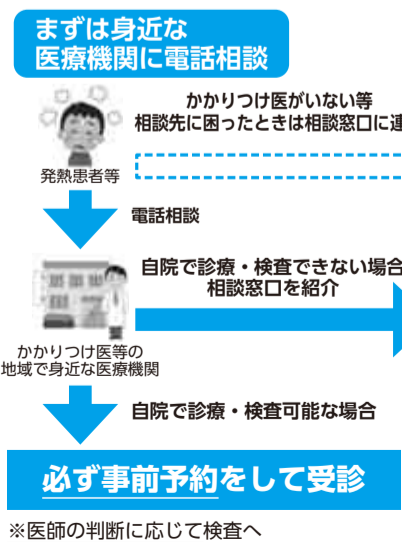 まずは身近な
医療機関に電話相談
かかりつけ医がいない等
相談先に困ったときは相談窓口に連
発熱患者等
電話相談
自院で診療・検査できない場合
相談窓口を紹介
かかりつけ医等の
地域で身近な医療機関
自院で診療・検査可能な場合
必ず事前予約をして受診
※医師の判断に応じて検査へ